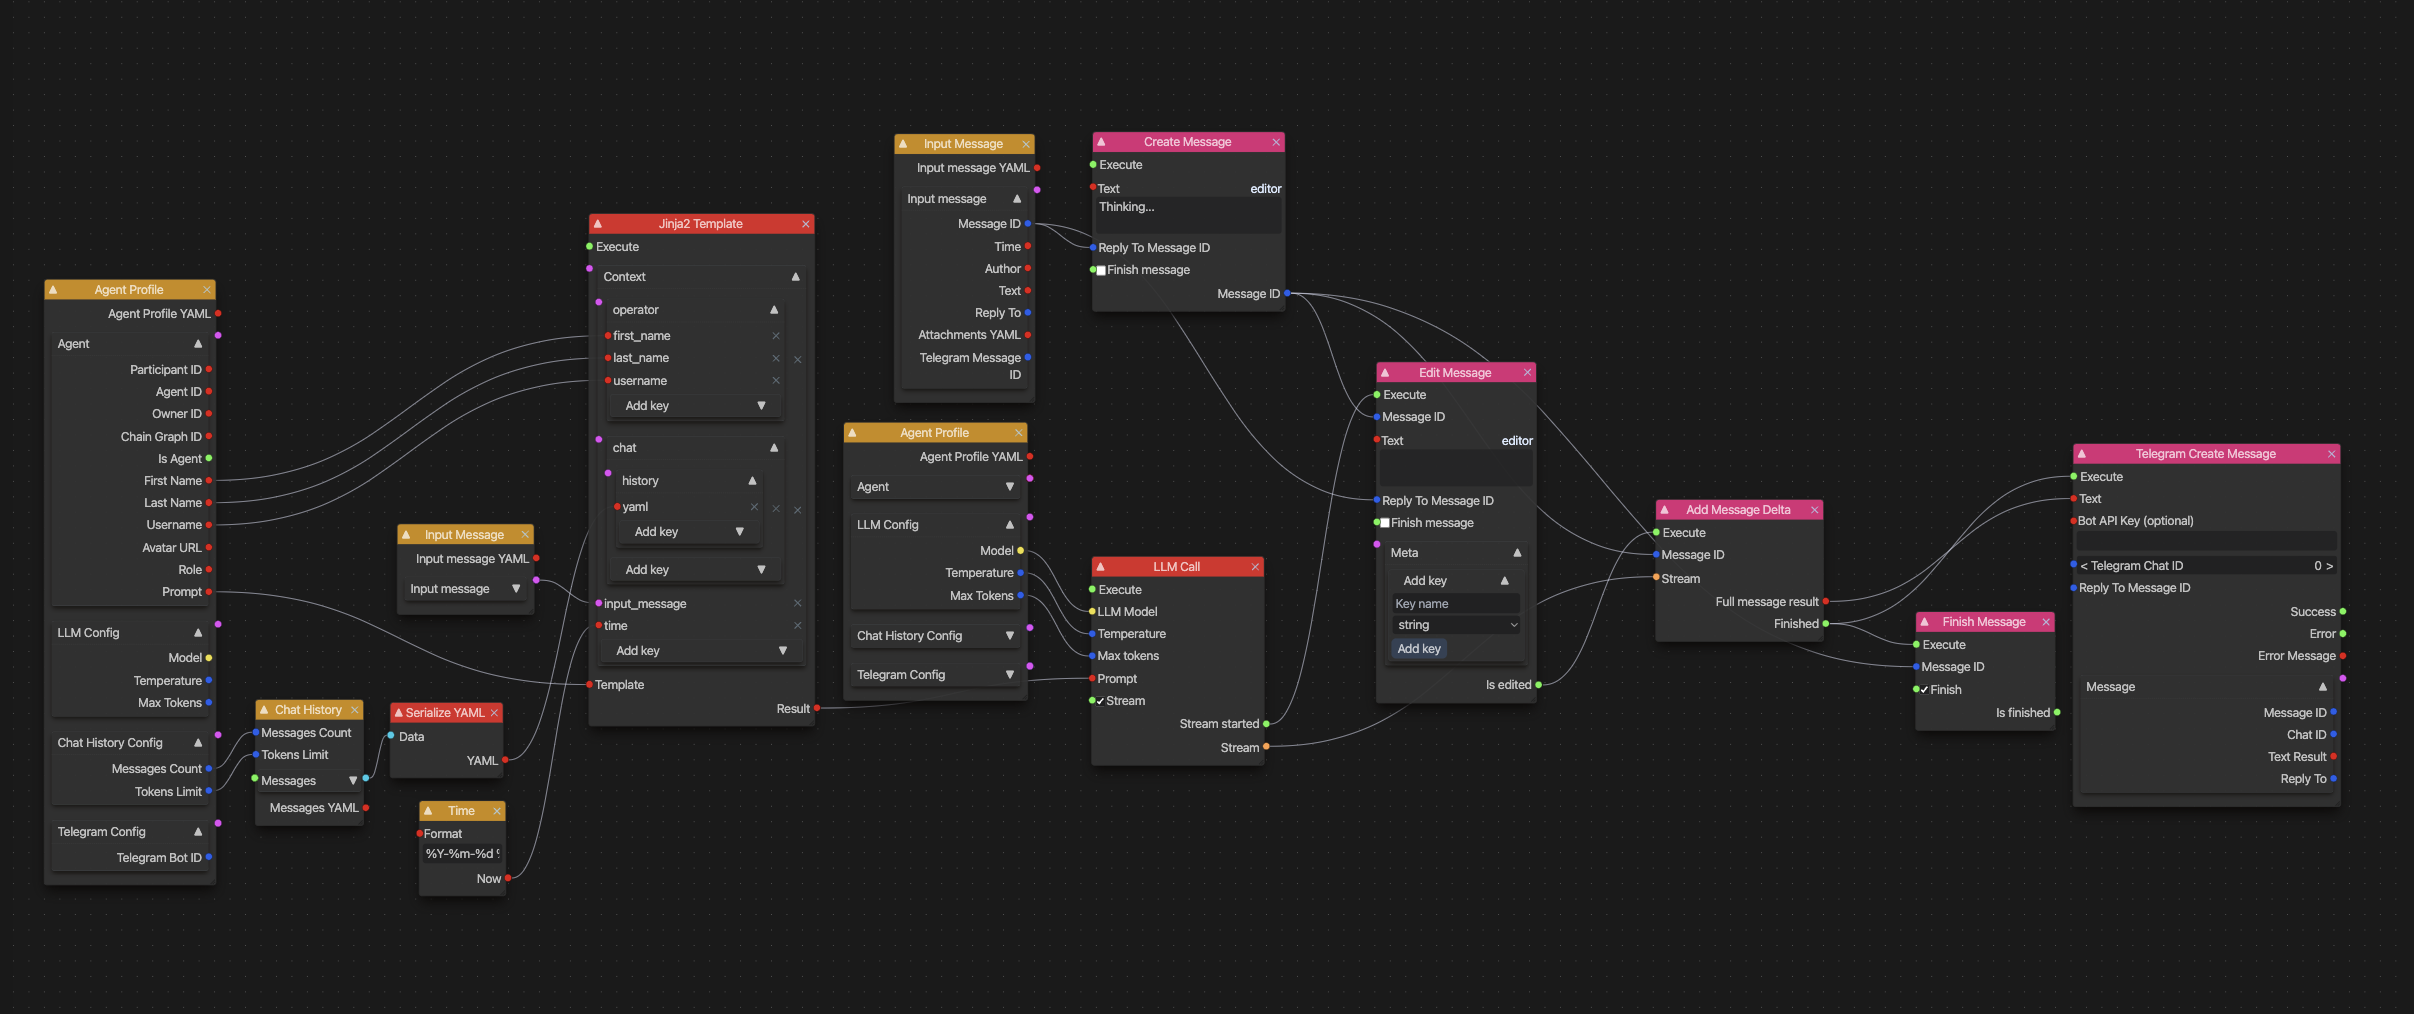 Agent Profile
Agent Profile YAML
Agent
Participant ID
Agent ID
Owner ID
Chain Graph ID
Is Agent
First Name
Last Name
Username
Avatar URL
Role
Prompt
LLM Config
Model
Temperature
Max Tokens
Chat History Config
Messages Count
Tokens Limit
Telegram Config
Telegram Bot ID
Chat History
Messages Count
Tokens Limit
Messages
Messages YAML
Input Message
Input message YAML
Input message
Serialize YAML
Data
YAML
Time
Format
%Y-%m-%d
Now
Jinja2 Template
Execute
Context
operator
first_name
last_name
username
Add key
chat
history
yaml
Add key
Add key
input_message
time
Add key
Template
Result
Input Message
Input message YAML
Input message
Message ID
Time
Author
Text
Reply To
Attachments YAML
Telegram Message
ID
Agent Profile
Agent Profile YAML
Agent
LLM Config
Model
Temperature
Max Tokens
Chat History Config
Telegram Config
Create Message
Execute
Text editor
Thinking...
Reply To Message ID
Finish message
Message ID
LLM Call
Execute
LLM Model
Temperature
Max tokens
Prompt
Stream
Stream started
Stream
Edit Message
Execute
Message ID
Text editor
Reply To Message ID
Finish message
Meta
Add key
Key name
string
Add key
Is edited
Add Message Delta
Execute
Message ID
Stream
Full message result
Finished
Finish Message
Execute
Message ID
Finish
Is finished
Telegram Create Message
Execute
Text
Bot API Key (optional)
< Telegram Chat ID 0 >
Reply To Message ID
Success
Error
Error Message
Message
Message ID
Chat ID
Text Result
Reply To